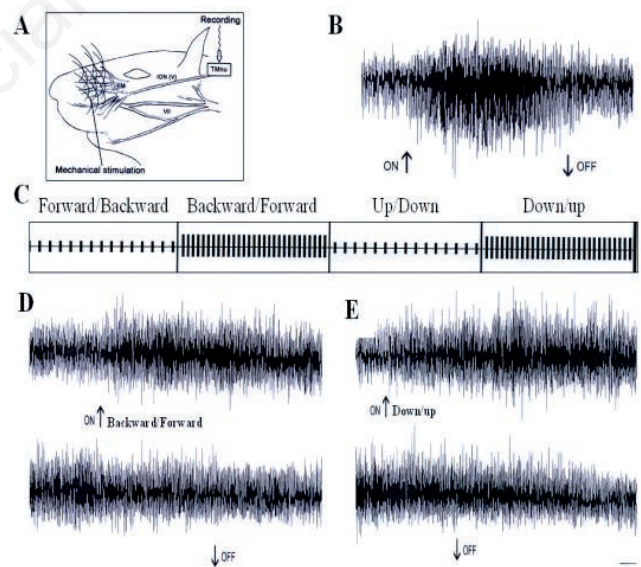 A
Recording
TMnu
ION (V)
VII
Mechanical stimulation
B
ON
OFF
C
Forward/Backward
Backward/Forward
Up/Down
Down/up
D
ON
Backward/Forward
OFF
E
ON
Down/up
OFF